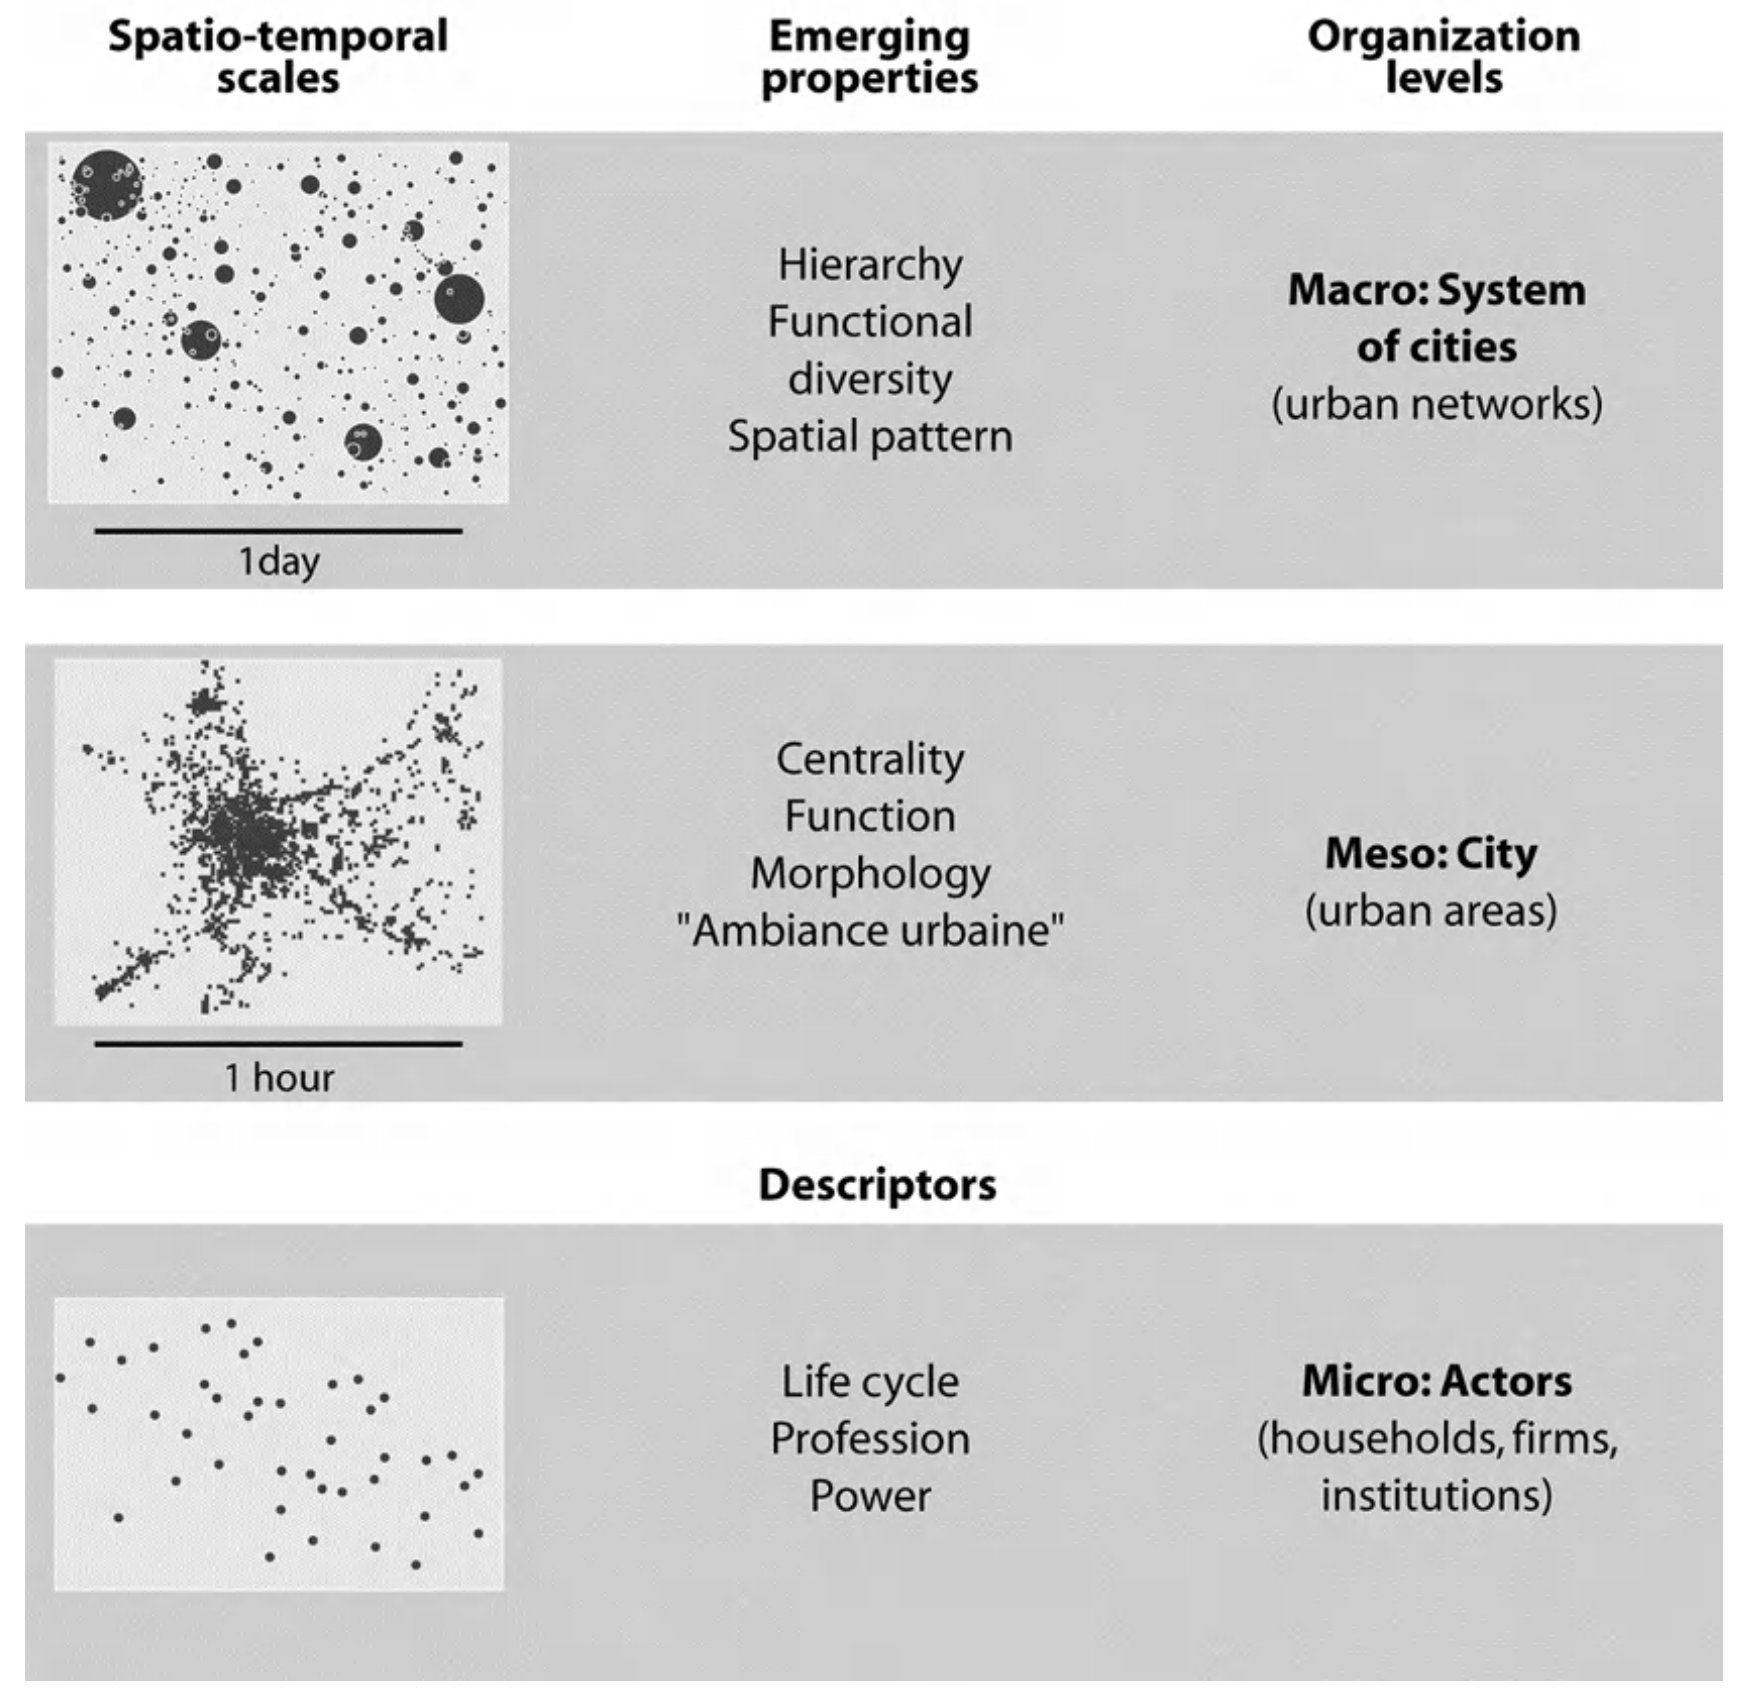 Spatio-temporal
scales
Emerging
properties
Organization
levels
1day
Hierarchy
Functional
diversity
Spatial pattern
Macro: System
of cities
(urban networks)
1 hour
Centrality
Function
Morphology
"Ambiance urbaine"
Meso: City
(urban areas)
Descriptors
Life cycle
Profession
Power
Micro: Actors
(households, firms,
institutions)